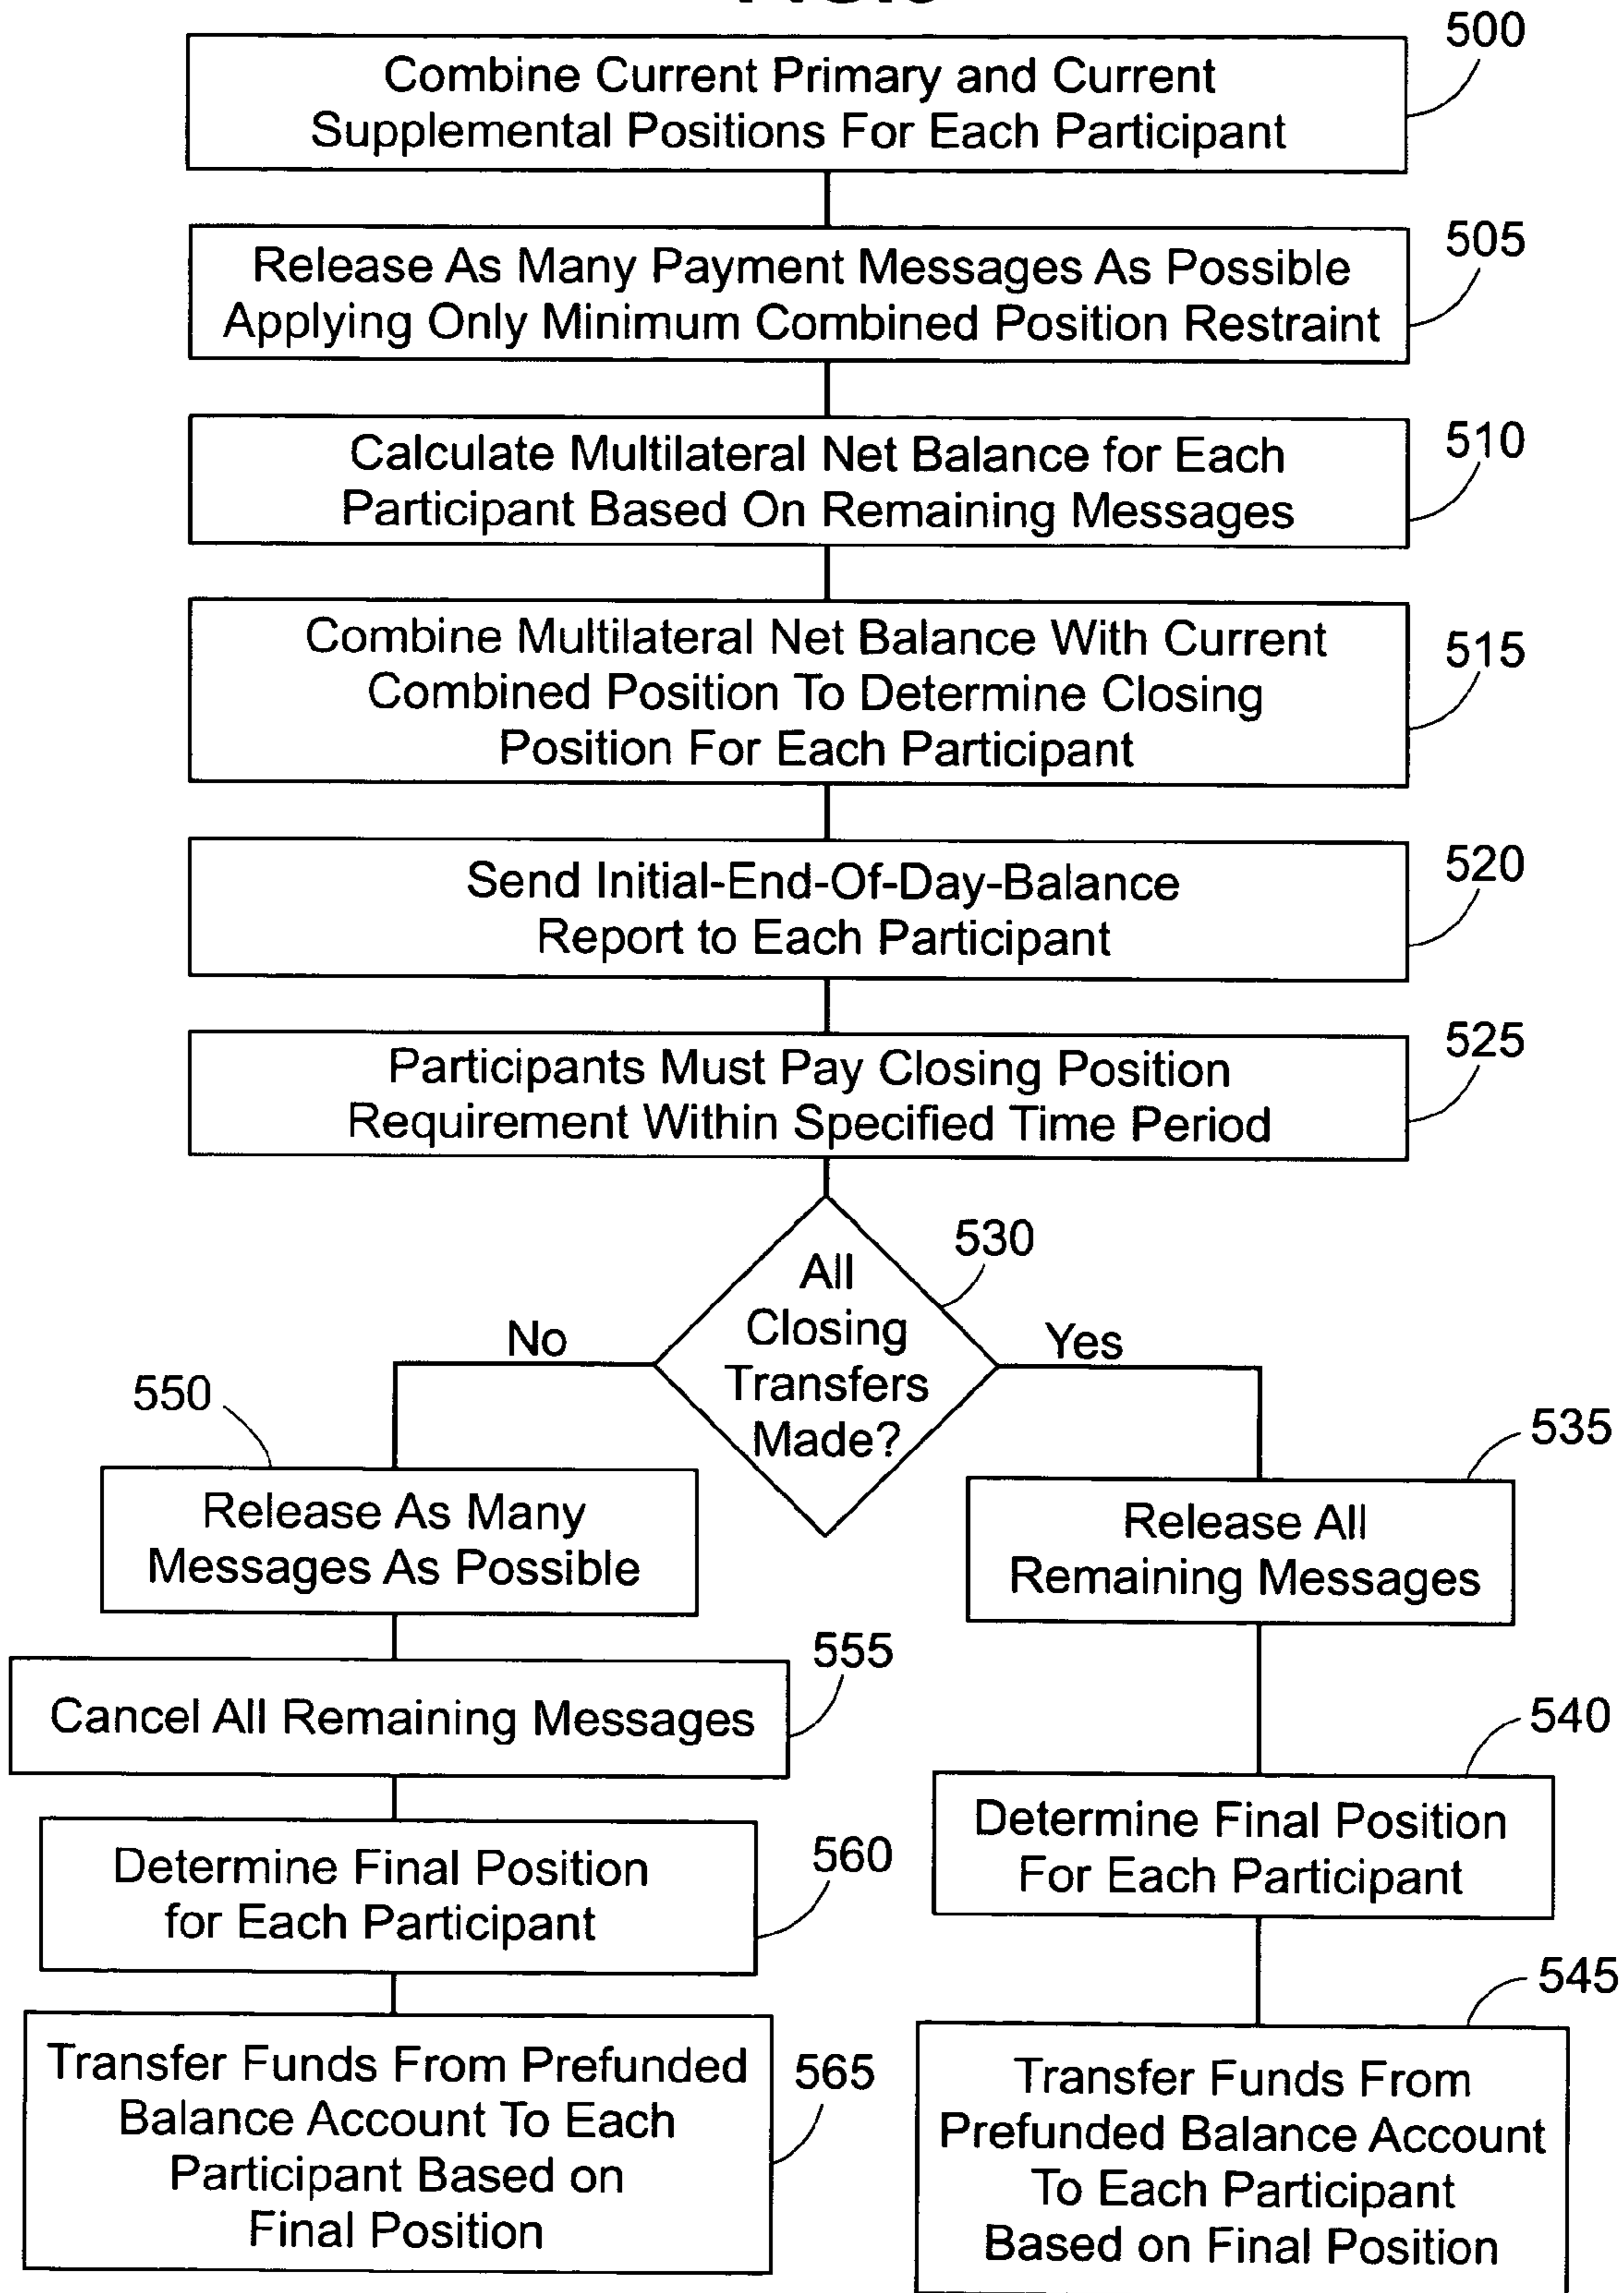 500
Combine Current Primary and Current
Supplemental Positions For Each Participant
505
Release As Many Payment Messages As Possible
Applying Only Minimum Combined Position Restraint
510
Calculate Multilateral Net Balance for Each
Participant Based On Remaining Messages
515
Combine Multilateral Net Balance With Current
Combined Position To Determine Closing
Position For Each Participant
520
Send Initial-End-Of-Day-Balance
Report to Each Participant
525
Participants Must Pay Closing Position
Requirement Within Specified Time Period
530
All
Closing
Transfers
Made?
No
Yes
550
Release As Many
Messages As Possible
555
Cancel All Remaining Messages
560
Determine Final Position
for Each Participant
565
Transfer Funds From Prefunded
Balance Account To Each
Participant Based on
Final Position
535
Release All
Remaining Messages
540
Determine Final Position
For Each Participant
545
Transfer Funds From
Prefunded Balance Account
To Each Participant
Based on Final Position